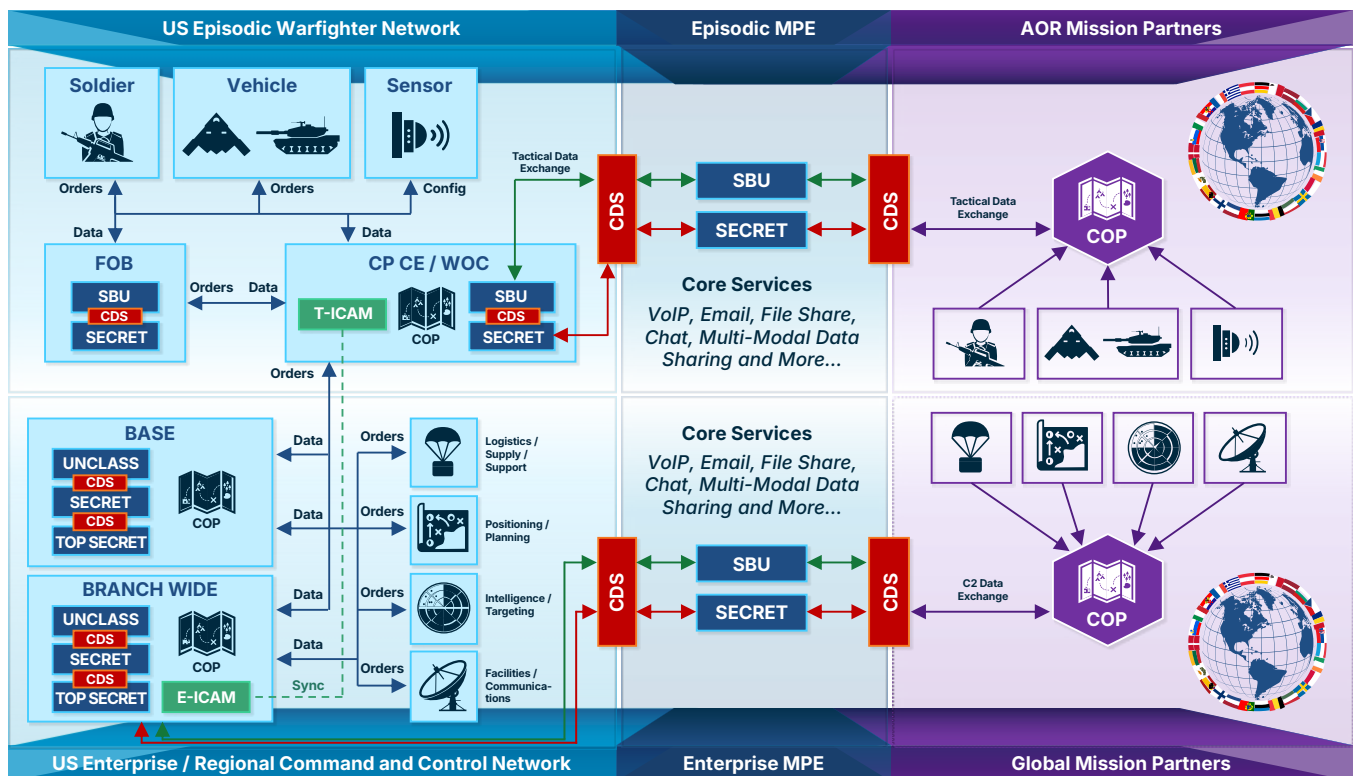 US Episodic Warfighter Network
Episodic MPE
AOR Mission Partners
Soldier
Vehicle
Sensor
Orders
Orders
Config
Data
Data
Tactical Data
Exchange
FOB
SBU
CDS
SECRET
Orders
Data
CP CE / WOC
T-ICAM
COP
SBU
CDS
SECRET
Orders
CDS
SBU
SECRET
CDS
Core Services
VoIP, Email, File Share,
Chat, Multi-Modal Data
Sharing and More...
Tactical Data
Exchange
COP
BASE
UNCLASS
CDS
SECRET
CDS
TOP SECRET
COP
Data
Data
Data
Data
BRANCH WIDE
UNCLASS
CDS
SECRET
CDS
TOP SECRET
COP
E-ICAM
Sync
Orders
Logistics /
Supply /
Support
Orders
Positioning /
Planning
Orders
Intelligence /
Targeting
Orders
Facilities /
Communica-
tions
Core Services
VoIP, Email, File Share,
Chat, Multi-Modal Data
Sharing and More...
CDS
SBU
SECRET
CDS
C2 Data
Exchange
COP
US Enterprise / Regional Command and Control Network
Enterprise MPE
Global Mission Partners